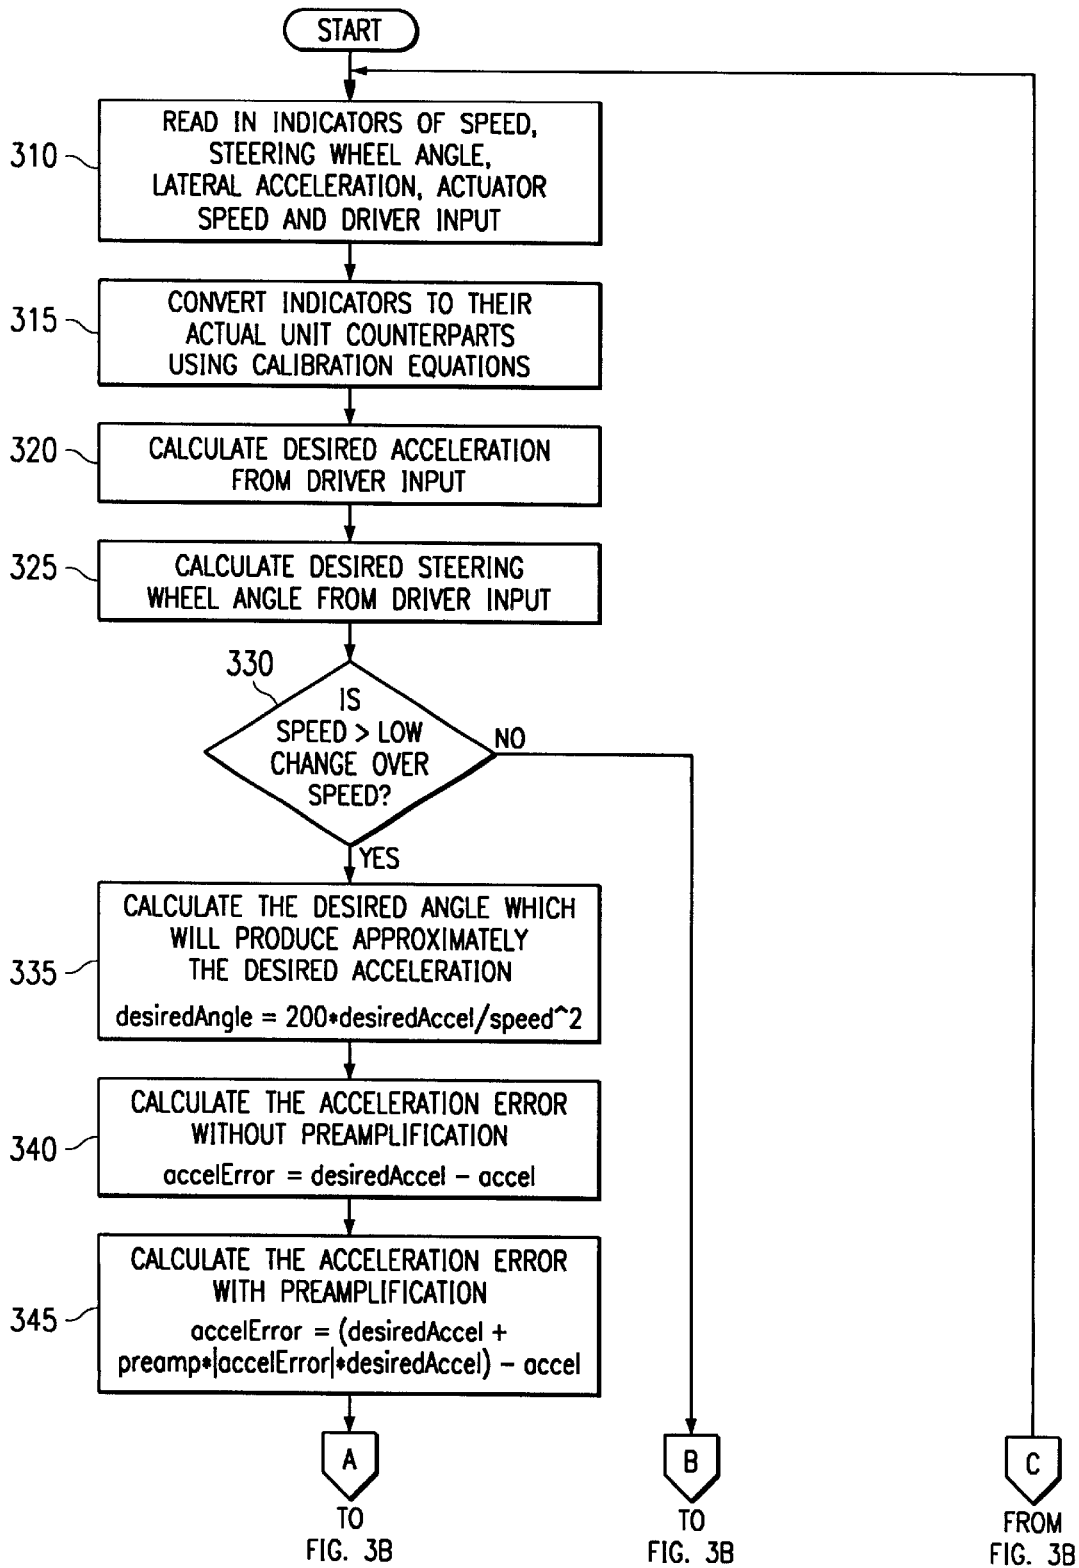 START
310
READ IN INDICATORS OF SPEED,
STEERING WHEEL ANGLE,
LATERAL ACCELERATION, ACTUATOR
SPEED AND DRIVER INPUT
315
CONVERT INDICATORS TO THEIR
ACTUAL UNIT COUNTERPARTS
USING CALIBRATION EQUATIONS
320
CALCULATE DESIRED ACCELERATION
FROM DRIVER INPUT
325
CALCULATE DESIRED STEERING
WHEEL ANGLE FROM DRIVER INPUT
330
IS
SPEED > LOW
CHANGE OVER
SPEED?
NO
YES
335
CALCULATE THE DESIRED ANGLE WHICH
WILL PRODUCE APPROXIMATELY
THE DESIRED ACCELERATION
desiredAngle = 200*desiredAccel/speed^2
340
CALCULATE THE ACCELERATION ERROR
WITHOUT PREAMPLIFICATION
accelError = desiredAccel – accel
345
CALCULATE THE ACCELERATION ERROR
WITH PREAMPLIFICATION
accelError = (desiredAccel +
preamp*|accelError|*desiredAccel) – accel
A
TO
FIG. 3B
B
TO
FIG. 3B
C
FROM
FIG. 3B